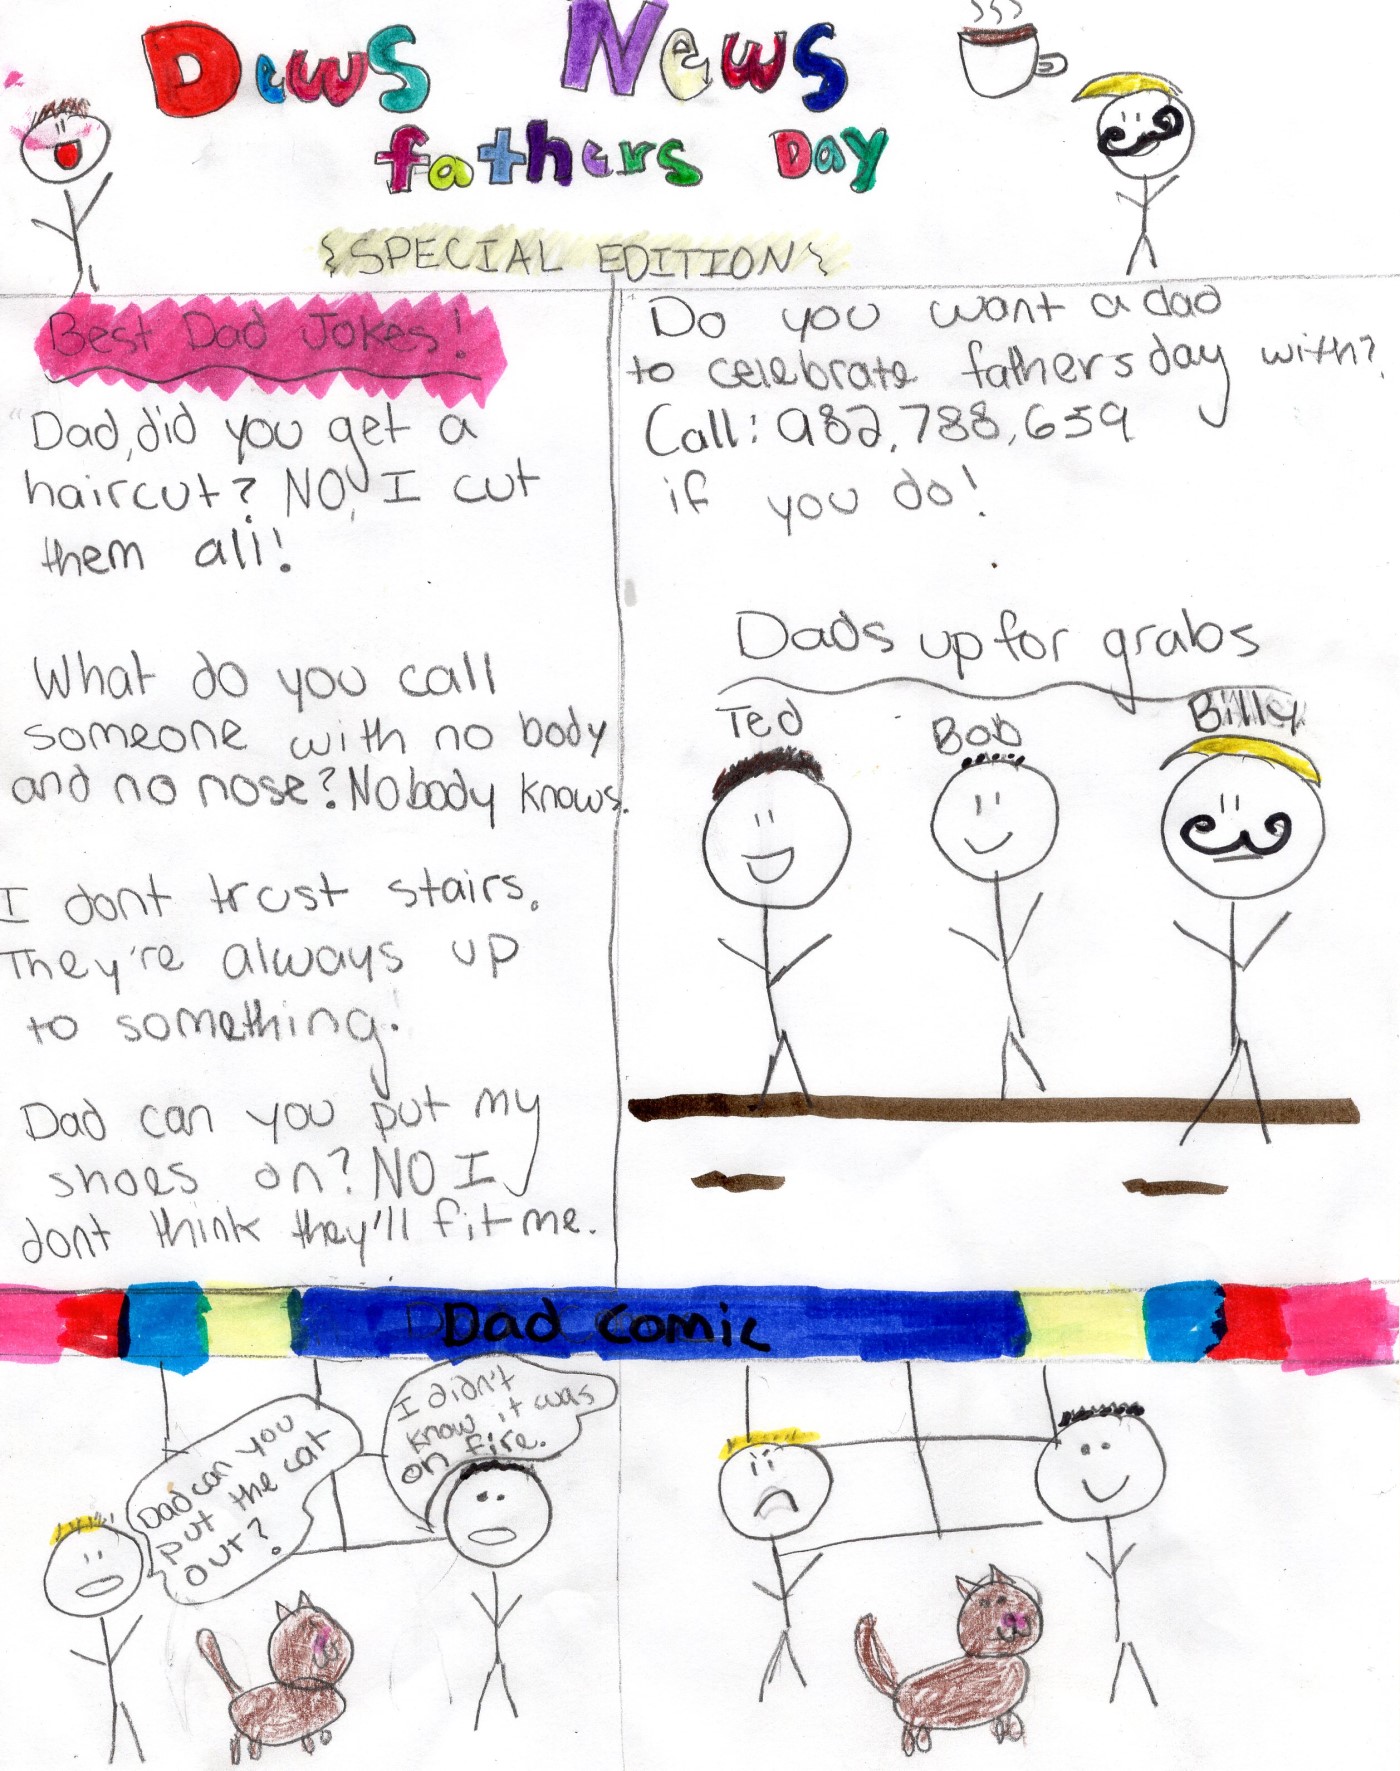 Dews News
fathers Day
{SPECIAL EDITION}
Best Dad Jokes!
Dad, did you get a
haircut? NO, I cut
them all!
What do you call
someone with no body
and no nose? Nobody knows.
I dont trust stairs.
They're always up
to something.
Dad can you put my
shoes on? NO I
dont think they'll fit me.
Do you want a dad
to celebrate fathers day with?
Call: 982,788,659
if you do!
Dads up for grabs
Ted Bob Billy
Dad Comic
Dad can you
put the cat
out?
I didn't
know it was
on fire.